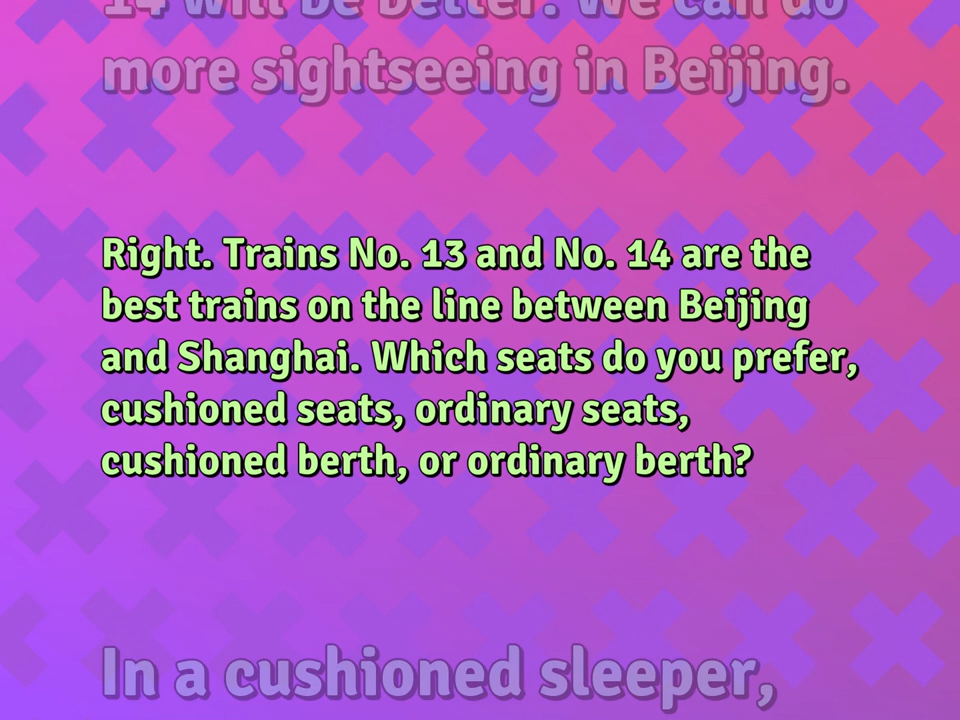 14 will be better. We can do
more sightseeing in Beijing.
Right. Trains No. 13 and No. 14 are the
best trains on the line between Beijing
and Shanghai. Which seats do you prefer,
cushioned seats, ordinary seats,
cushioned berth, or ordinary berth?
In a cushioned sleeper,